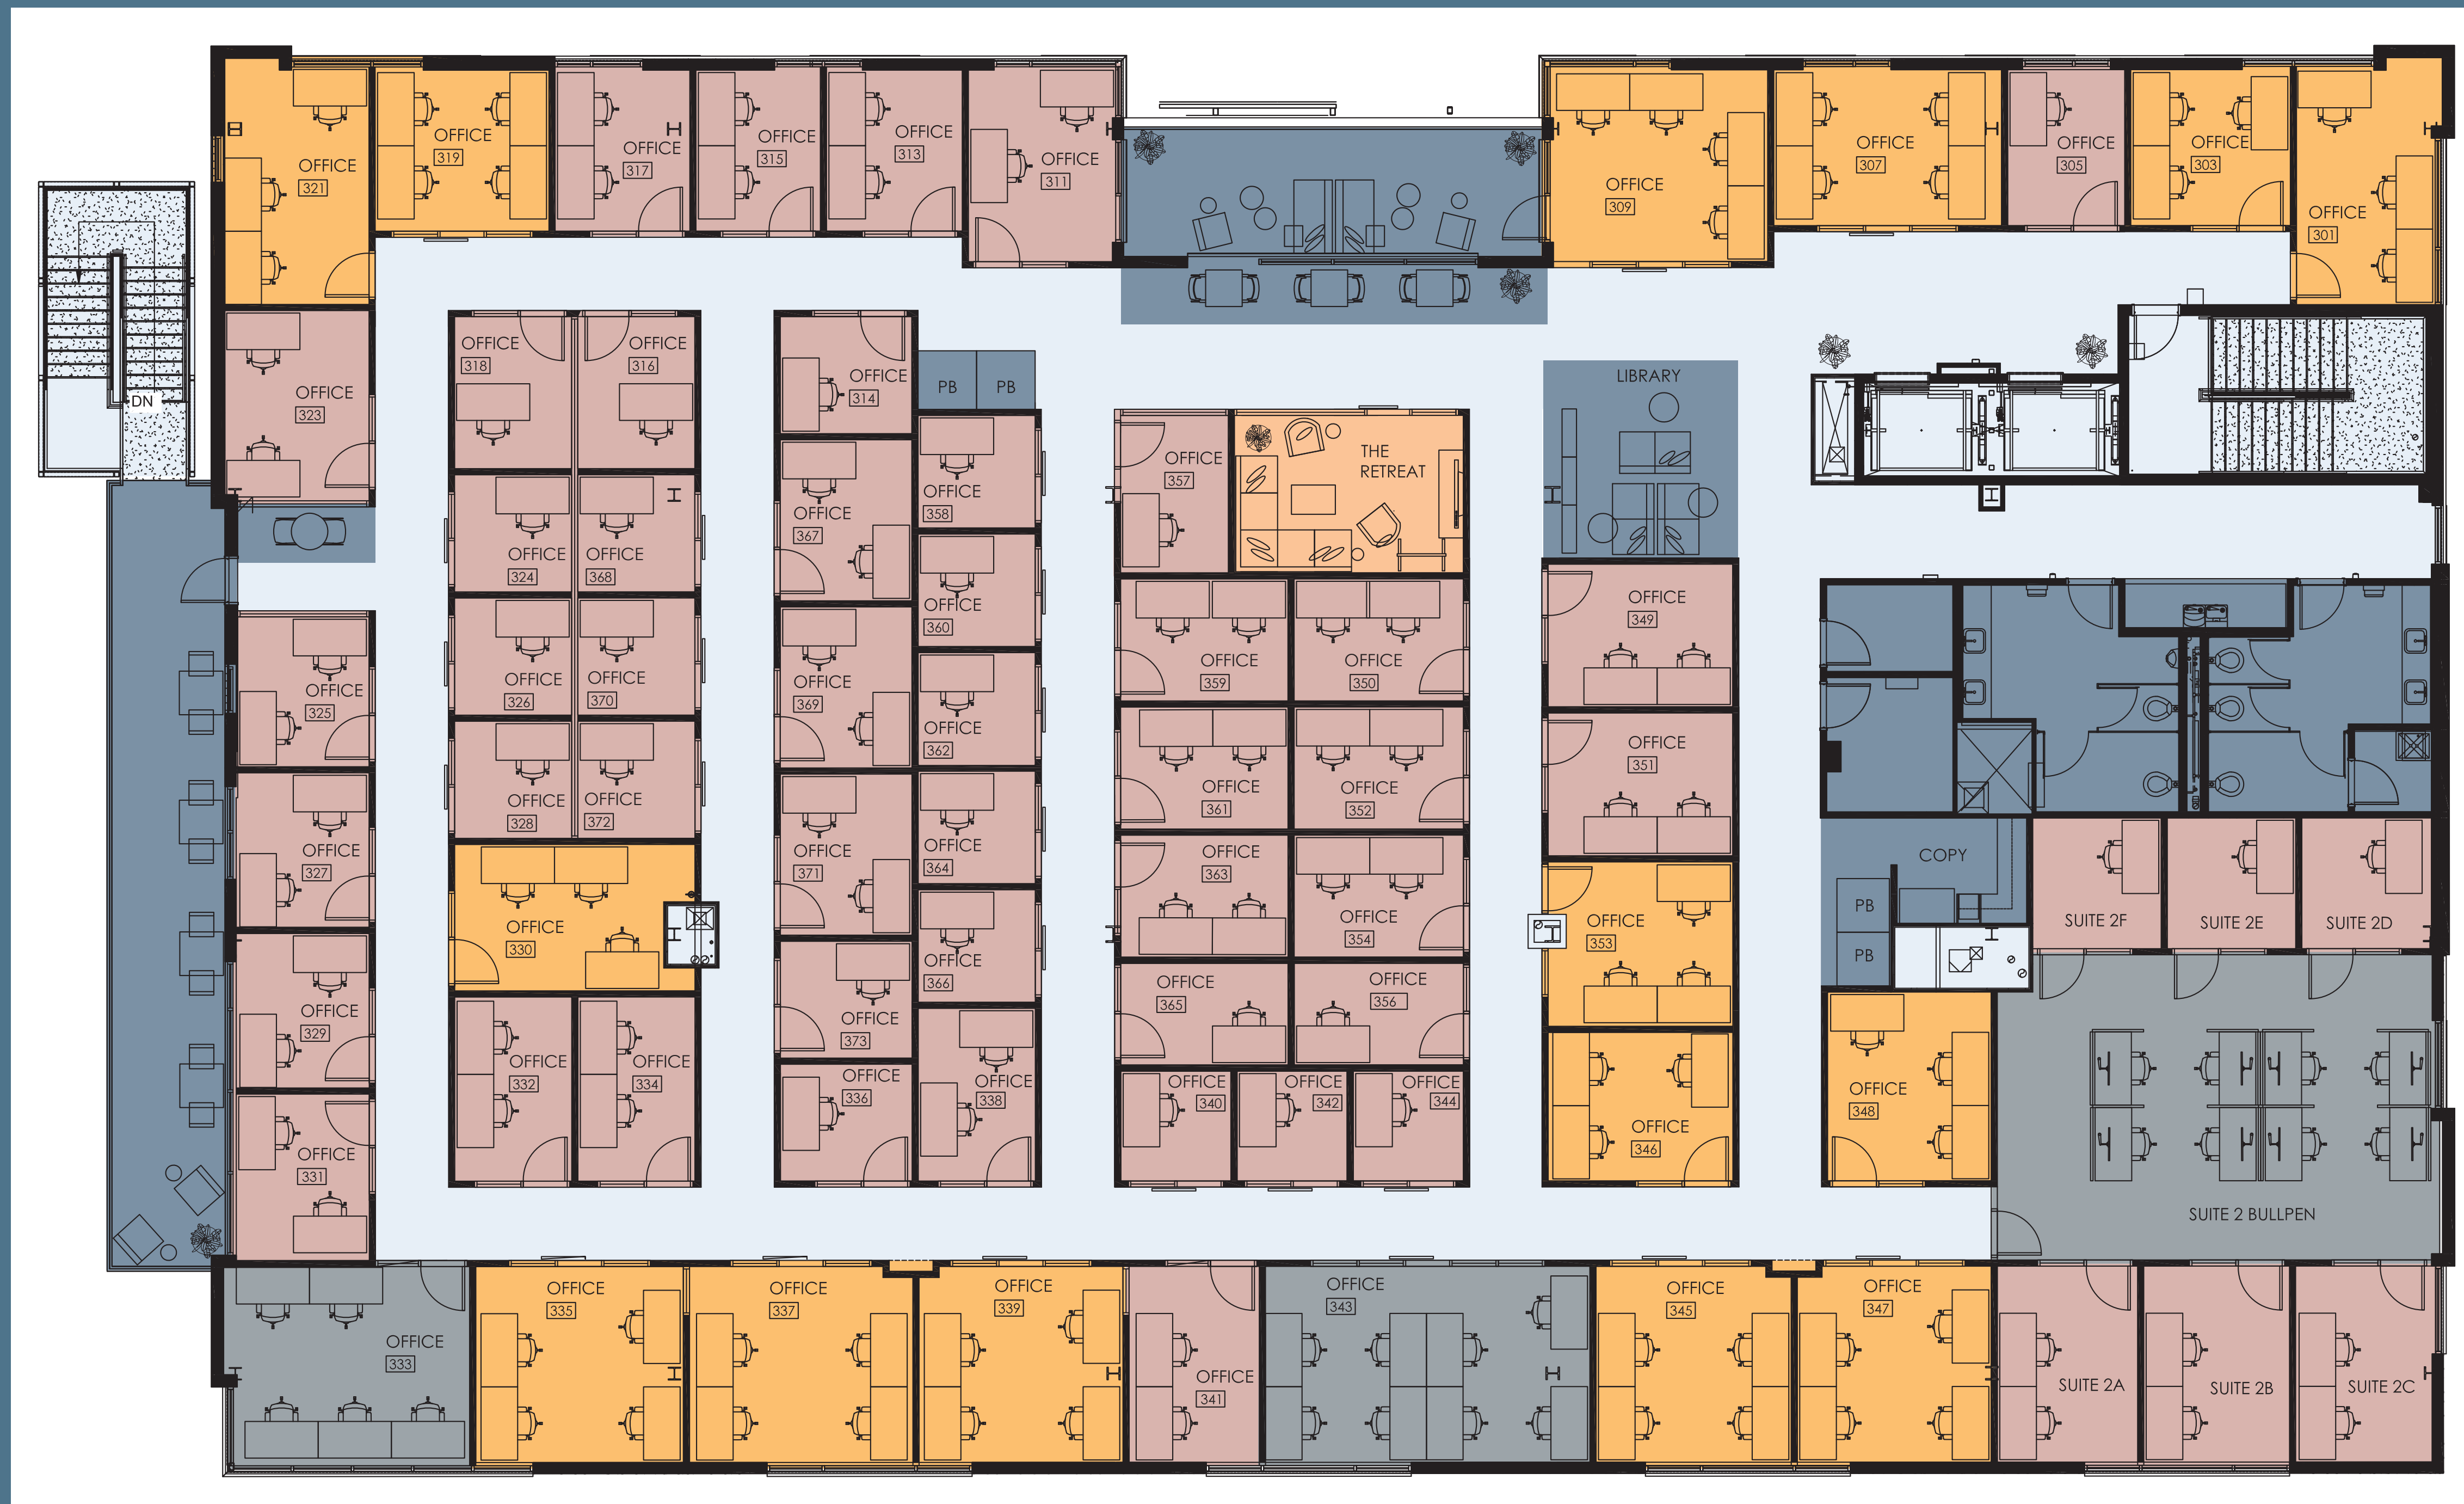 OFFICE
321
OFFICE
319
OFFICE
317
OFFICE
315
OFFICE
313
OFFICE
311
OFFICE
309
OFFICE
307
OFFICE
305
OFFICE
303
OFFICE
301
DN
OFFICE
323
OFFICE
318
OFFICE
316
OFFICE
314
PB
PB
LIBRARY
OFFICE
324
OFFICE
368
OFFICE
367
OFFICE
358
OFFICE
357
THE
RETREAT
OFFICE
360
OFFICE
325
OFFICE
326
OFFICE
370
OFFICE
369
OFFICE
362
OFFICE
359
OFFICE
350
OFFICE
349
OFFICE
327
OFFICE
328
OFFICE
372
OFFICE
371
OFFICE
364
OFFICE
361
OFFICE
352
OFFICE
351
OFFICE
330
OFFICE
366
OFFICE
363
OFFICE
354
OFFICE
353
COPY
PB
PB
SUITE 2F
SUITE 2E
SUITE 2D
OFFICE
329
OFFICE
373
OFFICE
365
OFFICE
356
OFFICE
331
OFFICE
332
OFFICE
334
OFFICE
336
OFFICE
338
OFFICE
340
OFFICE
342
OFFICE
344
OFFICE
346
OFFICE
348
SUITE 2 BULLPEN
OFFICE
333
OFFICE
335
OFFICE
337
OFFICE
339
OFFICE
341
OFFICE
343
OFFICE
345
OFFICE
347
SUITE 2A
SUITE 2B
SUITE 2C